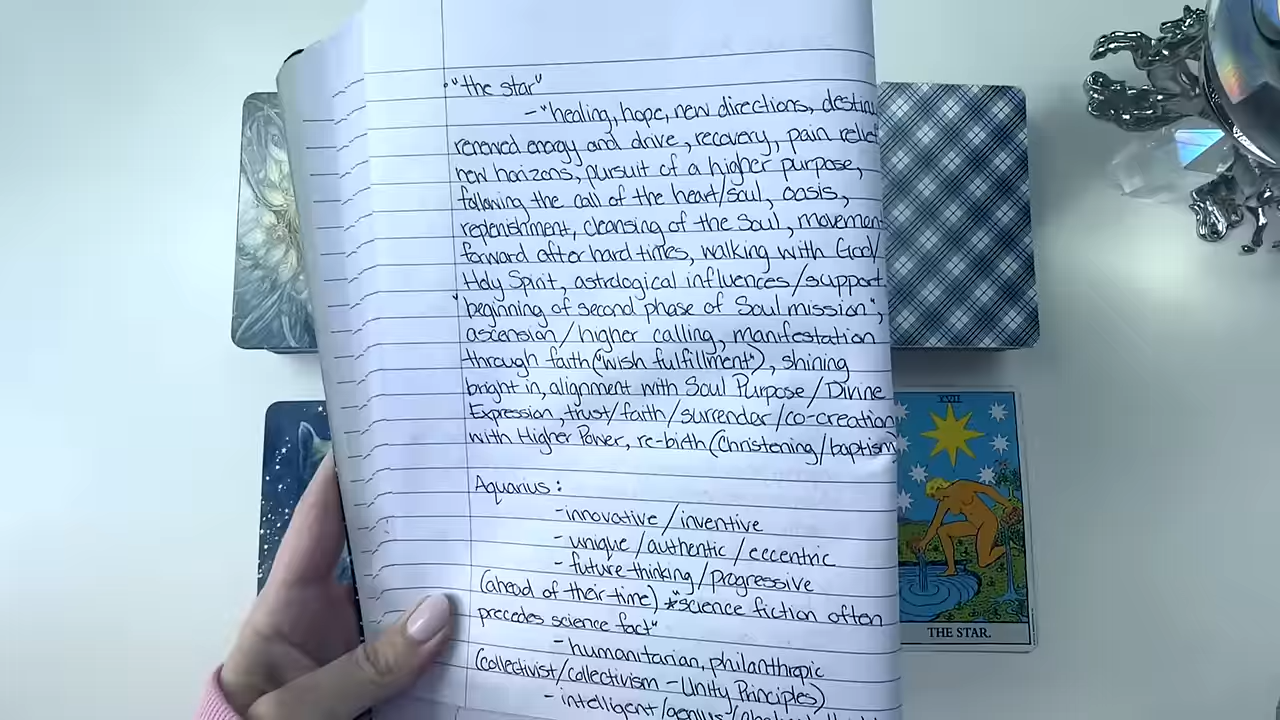 "the star"
- "healing, hope, new directions, destin
renewed energy and drive, recovery, pain relief
new horizons, pursuit of a higher purpose,
following the call of the heart/soul, oasis,
replenishment, cleansing of the Soul, movement
forward after hard times, walking with God/
Holy Spirit, astrological influences/support
"beginning of second phase of Soul mission",
ascension/higher calling, manifestation
through faith ("wish fulfillment"), shining
bright in, alignment with Soul Purpose/Divine
Expression, trust/faith/surrender/co-creation
with Higher Power, re-birth (Christening/baptism)
Aquarius:
- innovative/inventive
- unique/authentic/eccentric
- future-thinking/progressive
(ahead of their time) *"science fiction often
precedes science fact"
- humanitarian, philanthropic
(collectivist/collectivism - Unity Principles)
- intelligent/genius/
XVII
THE STAR.